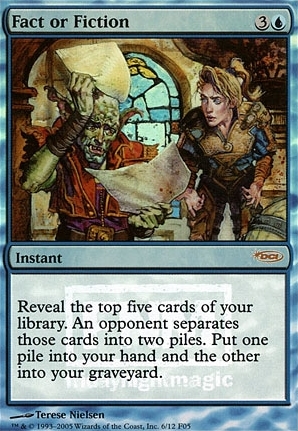 Fact or Fiction 3
Instant
DCI
Reveal the top five cards of your
library. An opponent separates
those cards into two piles. Put one
pile into your hand and the other
into your graveyard.
fridaynightmagic
Terese Nielsen
™ & © 1993–2005 Wizards of the Coast, Inc. 6/12 F05